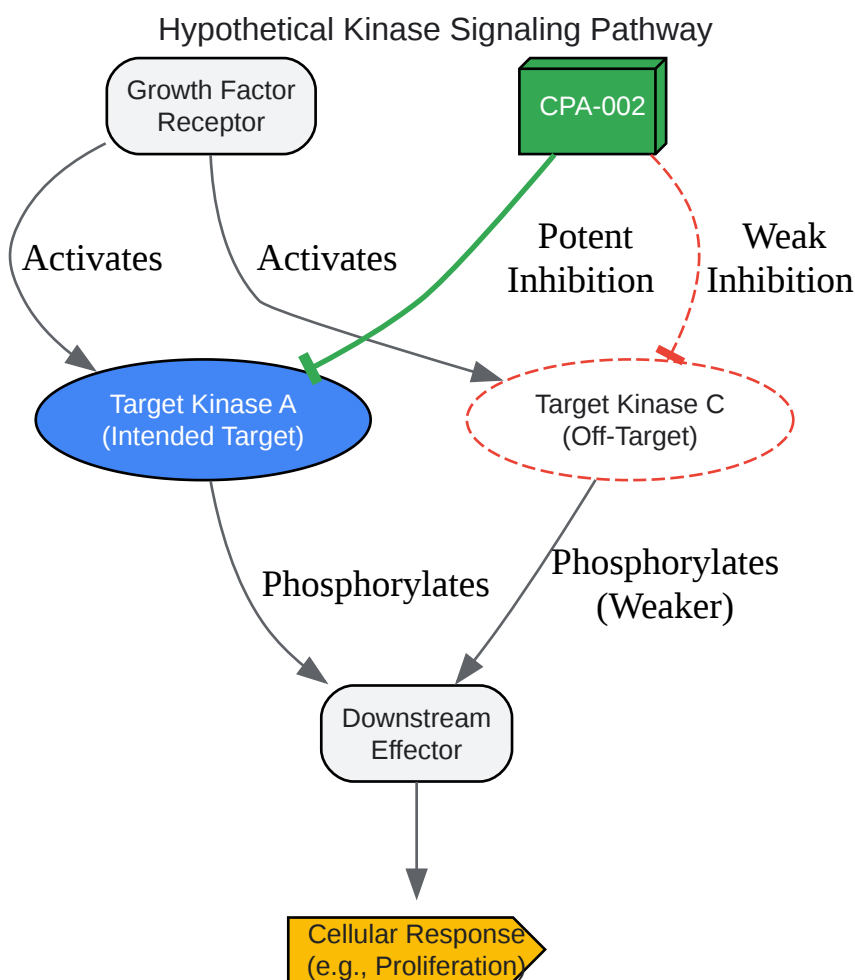 Hypothetical Kinase Signaling Pathway
Growth Factor
Receptor
CPA-002
Activates
Activates
Potent
Inhibition
Weak
Inhibition
Target Kinase A
(Intended Target)
Target Kinase C
(Off-Target)
Phosphorylates
Phosphorylates
(Weaker)
Downstream
Effector
Cellular Response
(e.g., Proliferation)